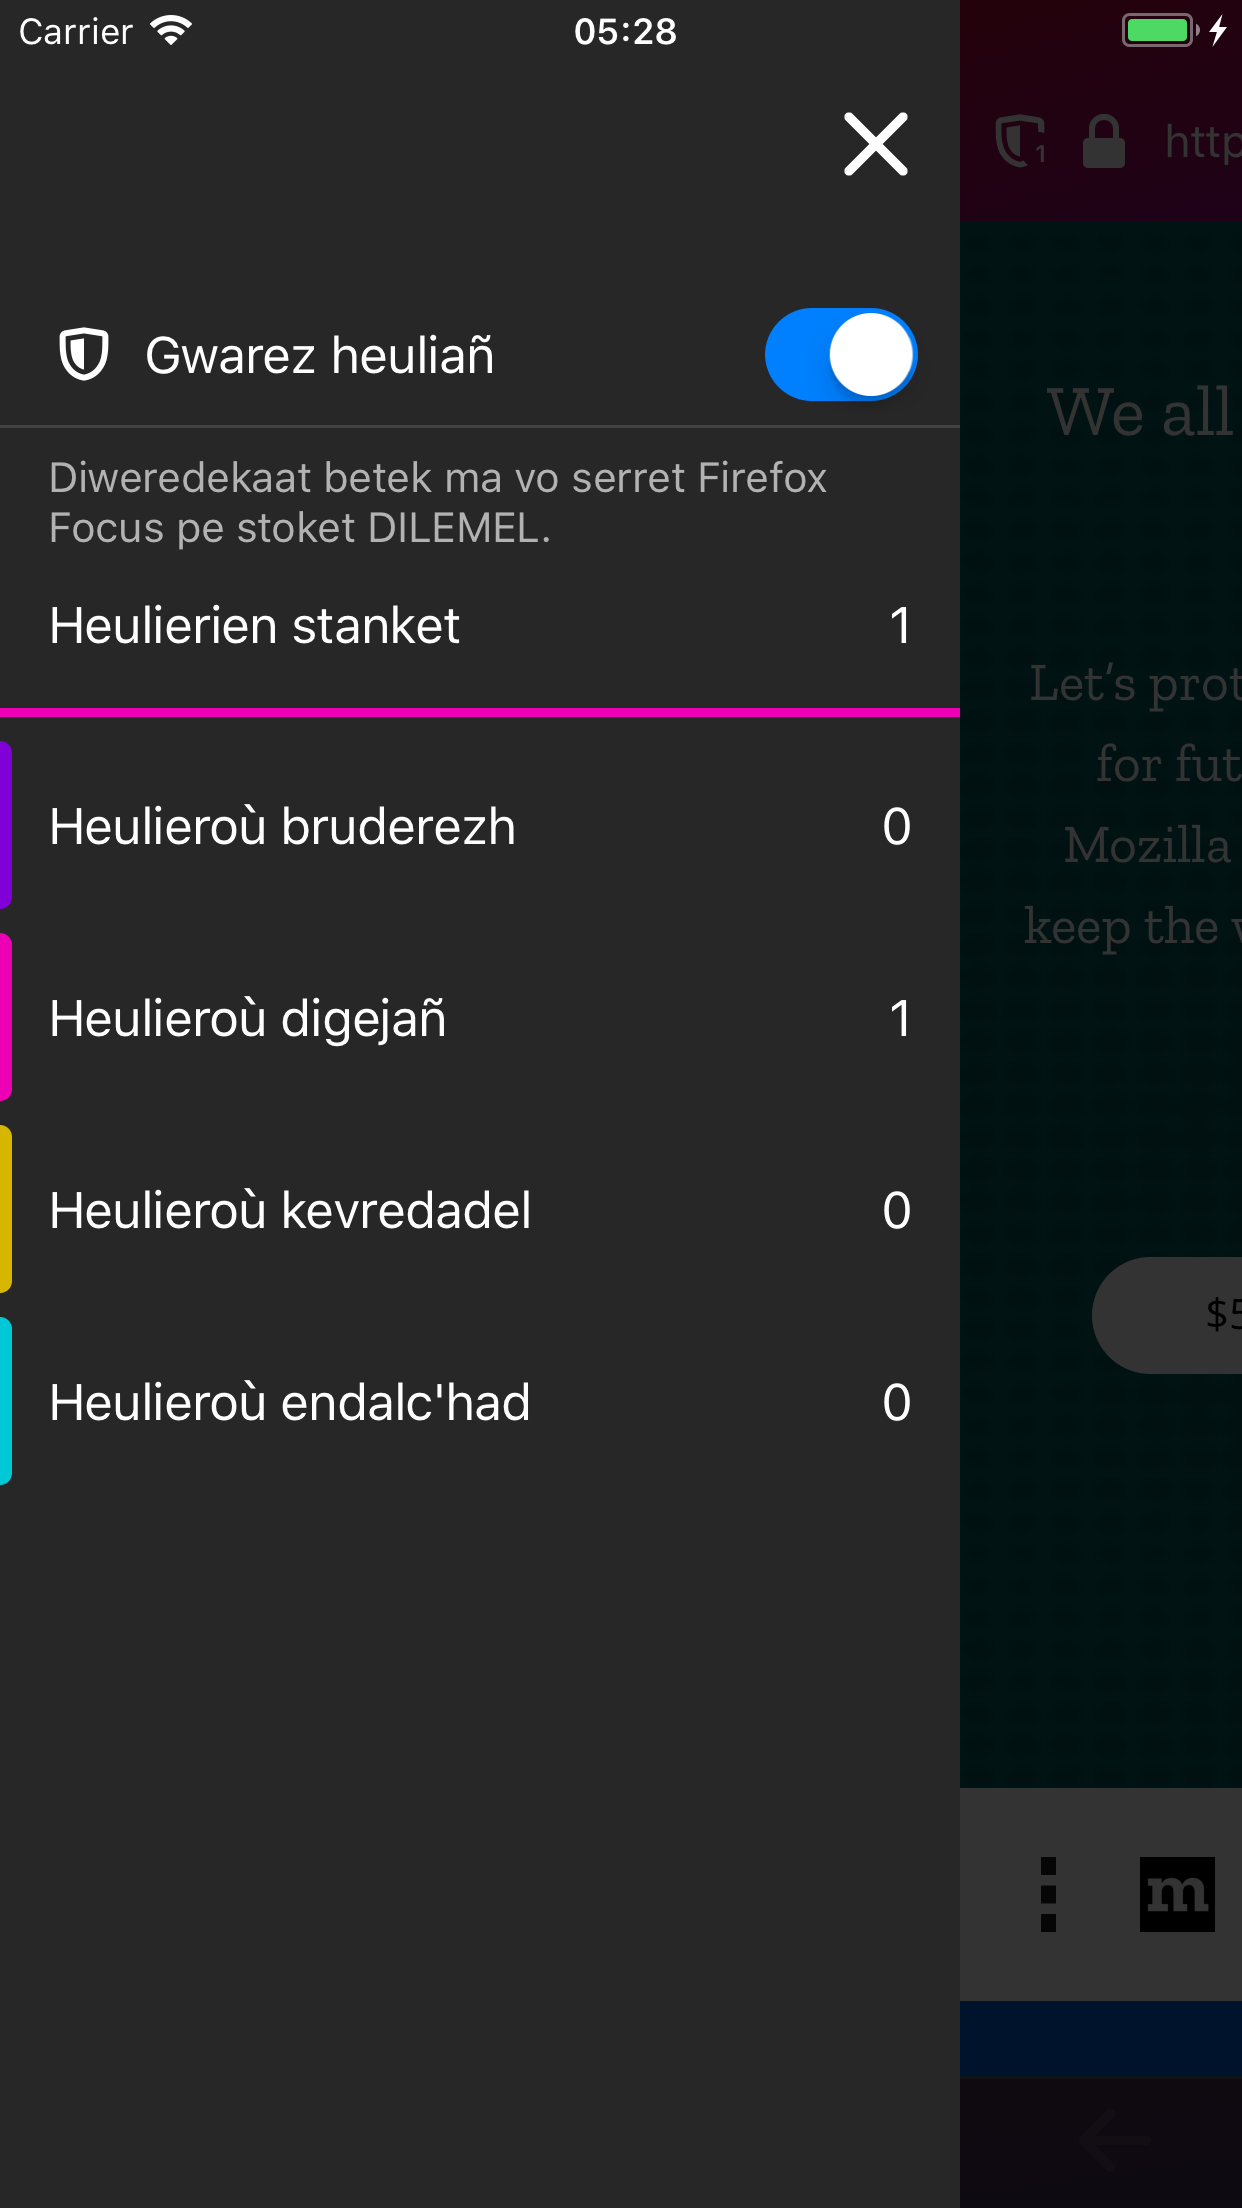 Carrier 05:28
1 http
Gwarez heuliañ
We all
Diweredekaat betek ma vo serret Firefox
Focus pe stoket DILEMEL.
Heulierien stanket 1
Let's prot
for fut
Heulieroù bruderezh 0
Mozilla
keep the
Heulieroù digejañ 1
Heulieroù kevredadel 0
$5
Heulieroù endalc'had 0
m